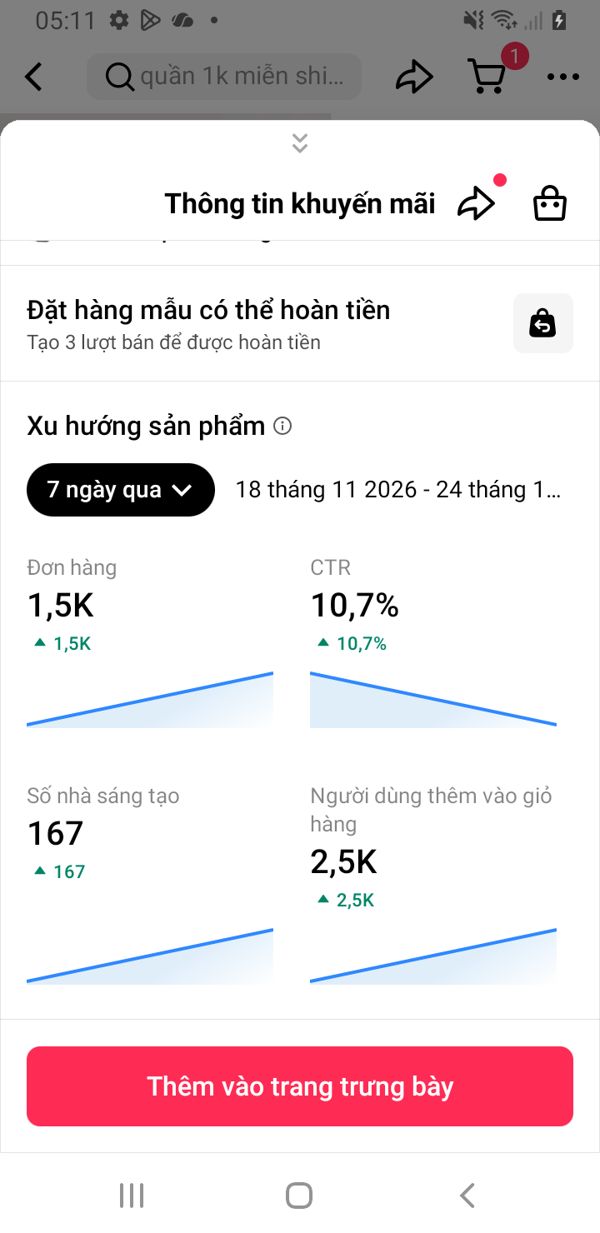 05:11
quần 1k miễn shi...
1
Thông tin khuyến mãi
Đặt hàng mẫu có thể hoàn tiền
Tạo 3 lượt bán để được hoàn tiền
Xu hướng sản phẩm
7 ngày qua
18 tháng 11 2026 - 24 tháng 1...
Đơn hàng
1,5K
1,5K
CTR
10,7%
10,7%
Số nhà sáng tạo
167
167
Người dùng thêm vào giỏ
hàng
2,5K
2,5K
Thêm vào trang trưng bày